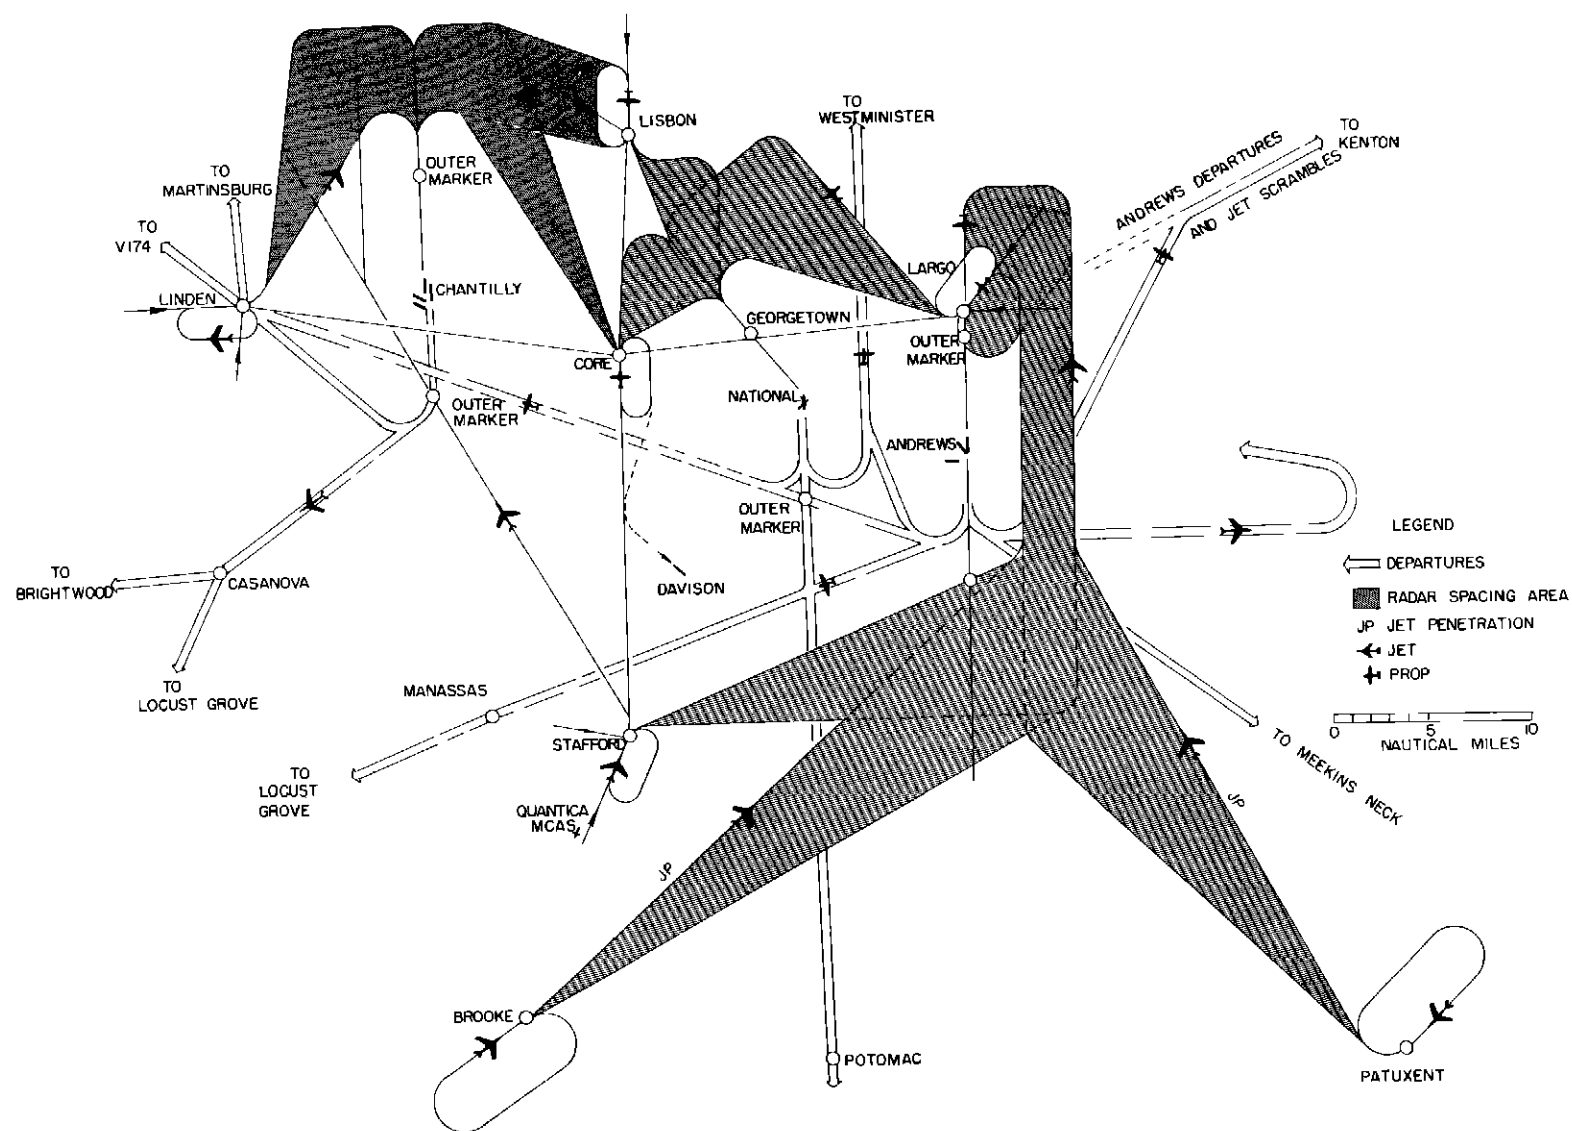 TO
WESTMINISTER
LISBON
TO
KENTON
ANDREWS DEPARTURES
AND JET SCRAMBLES
OUTER
MARKER
TO
MARTINSBURG
TO
V174
LINDEN
CHANTILLY
LARGO
GEORGETOWN
OUTER
MARKER
CORE
NATIONAL
OUTER
MARKER
ANDREWS
OUTER
MARKER
DAVISON
TO
BRIGHTWOOD
CASANOVA
TO
LOCUST GROVE
MANASSAS
TO
LOCUST
GROVE
STAFFORD
QUANTICA
MCAS
LEGEND
DEPARTURES
RADAR SPACING AREA
JP JET PENETRATION
JET
PROP
0 5 10
NAUTICAL MILES
TO MEEKINS NECK
JP
JP
BROOKE
POTOMAC
PATUXENT